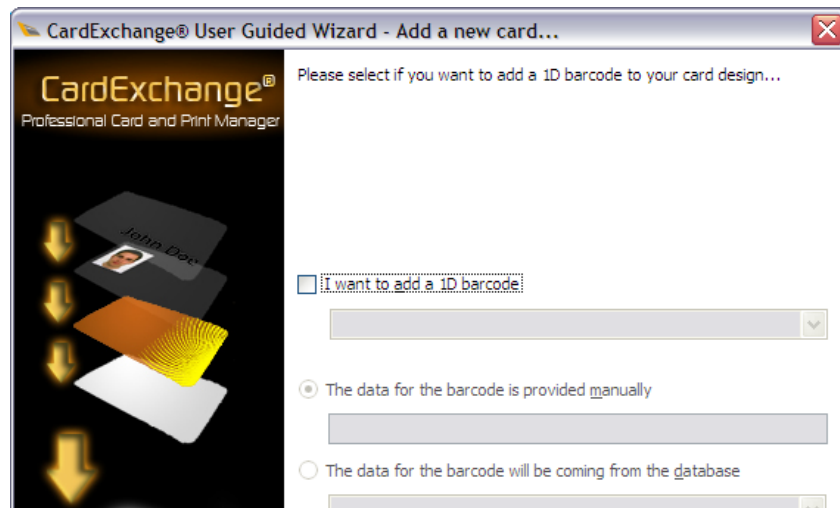 CardExchange® User Guided Wizard - Add a new card...
CardExchange®
Professional Card and Print Manager
John Doe
Please select if you want to add a 1D barcode to your card design...
I want to add a 1D barcode
The data for the barcode is provided manually
The data for the barcode will be coming from the database